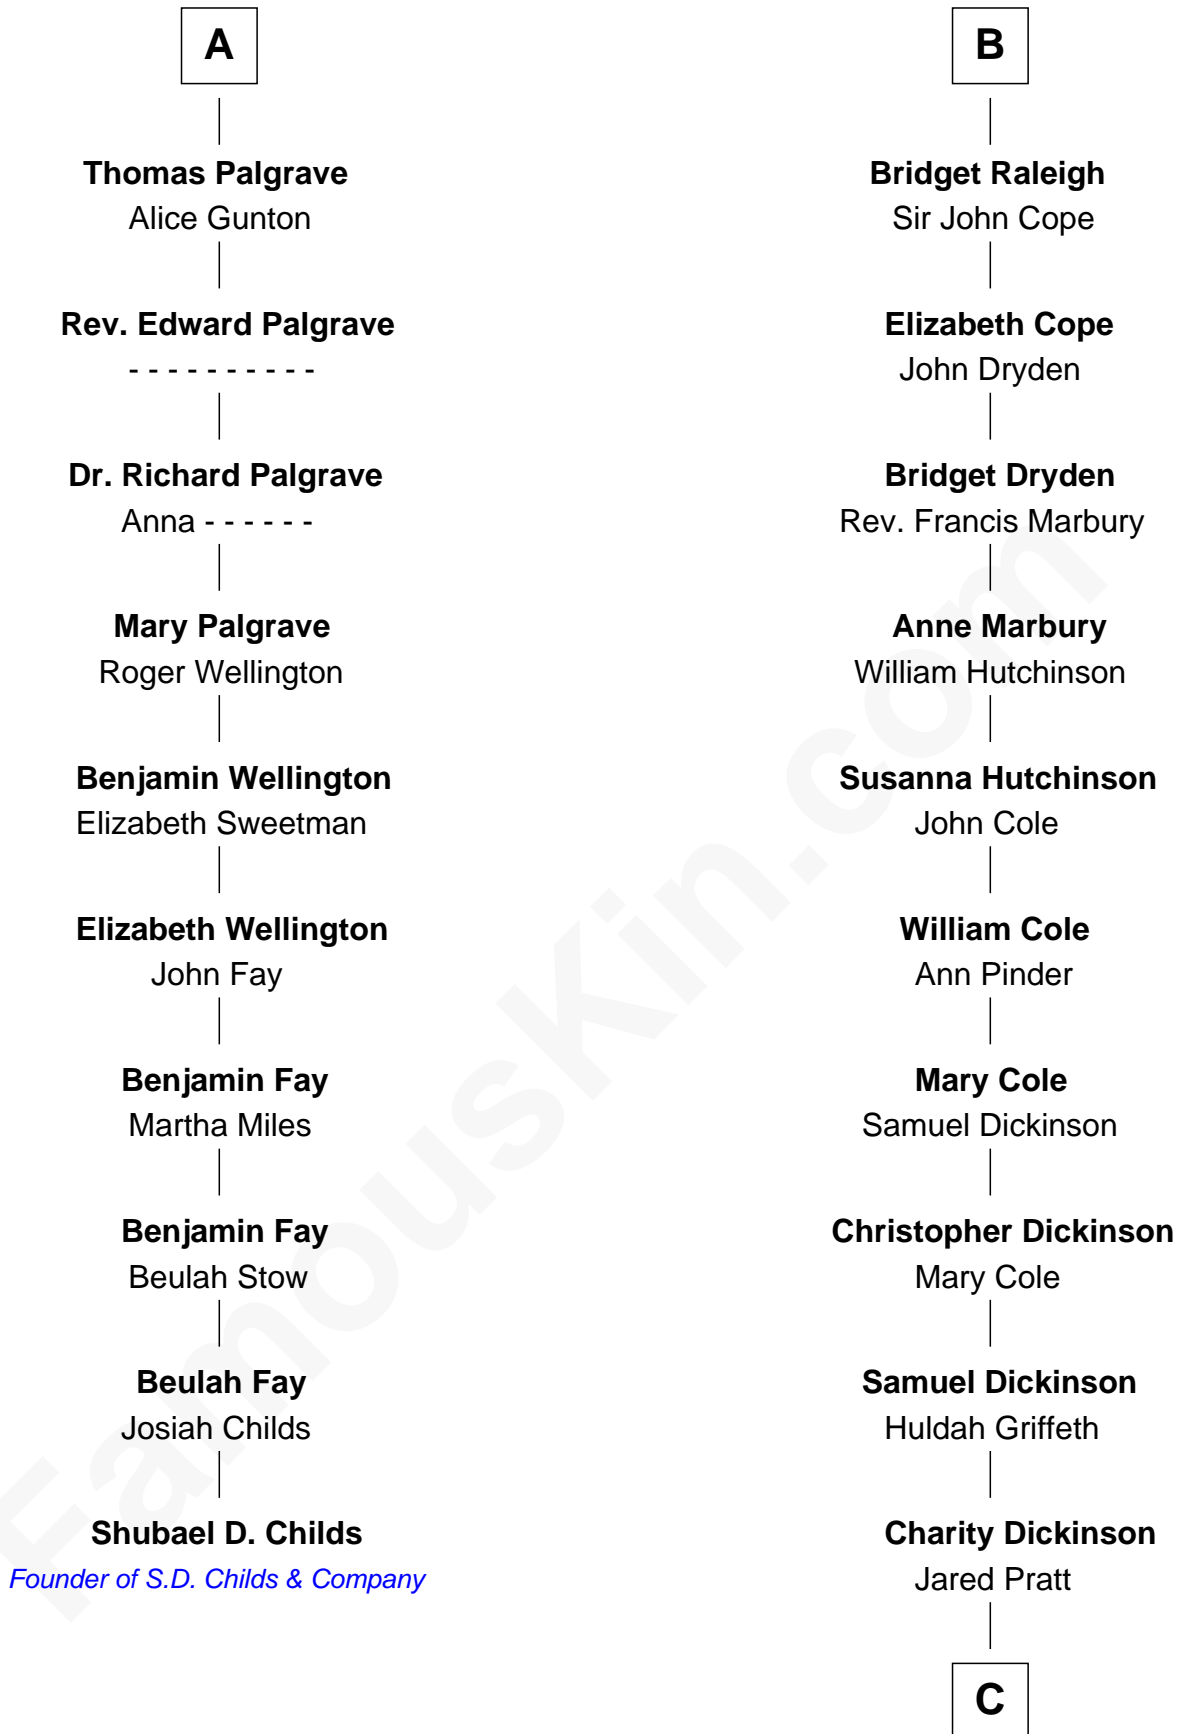 A
Thomas Palgrave
Alice Gunton
Rev. Edward Palgrave
- - - - - - - - - -
Dr. Richard Palgrave
Anna - - - - - -
Mary Palgrave
Roger Wellington
Benjamin Wellington
Elizabeth Sweetman
Elizabeth Wellington
John Fay
Benjamin Fay
Martha Miles
Benjamin Fay
Beulah Stow
Beulah Fay
Josiah Childs
Shubael D. Childs
Founder of S.D. Childs & Company
B
Bridget Raleigh
Sir John Cope
Elizabeth Cope
John Dryden
Bridget Dryden
Rev. Francis Marbury
Anne Marbury
William Hutchinson
Susanna Hutchinson
John Cole
William Cole
Ann Pinder
Mary Cole
Samuel Dickinson
Christopher Dickinson
Mary Cole
Samuel Dickinson
Huldah Griffeth
Charity Dickinson
Jared Pratt
C
FamousKin.com